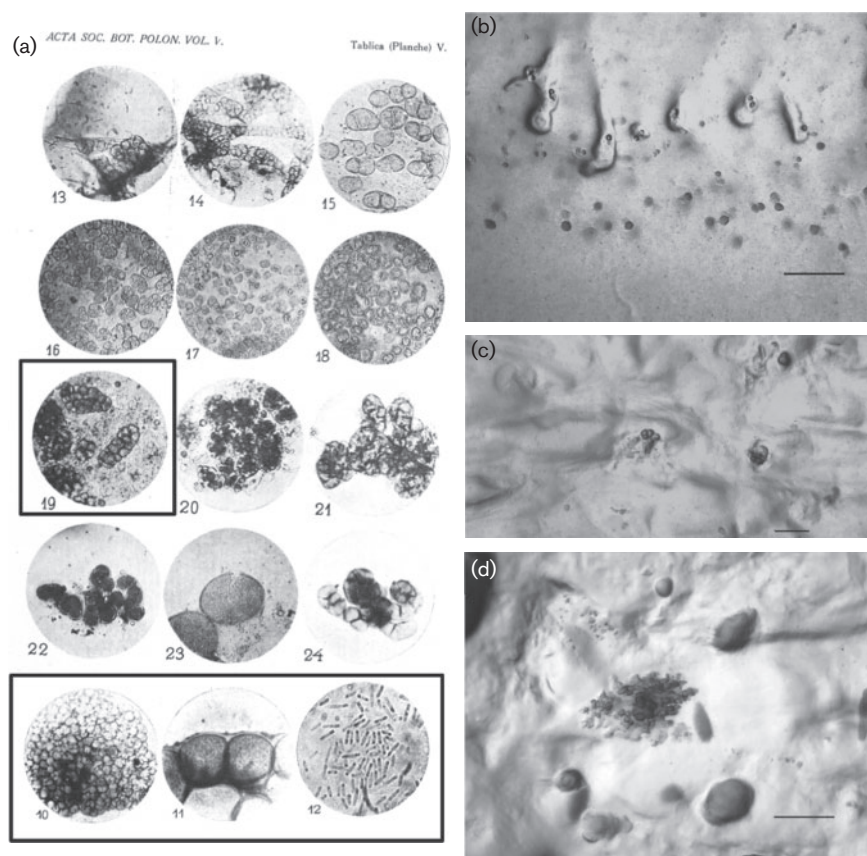 (a)
ACTA SOC. BOT. POLON. VOL. V. Tablica (Planche) V.
13 14 15
16 17 18
19 20 21
22 23 24
10 11 12
(b)
(c)
(d)